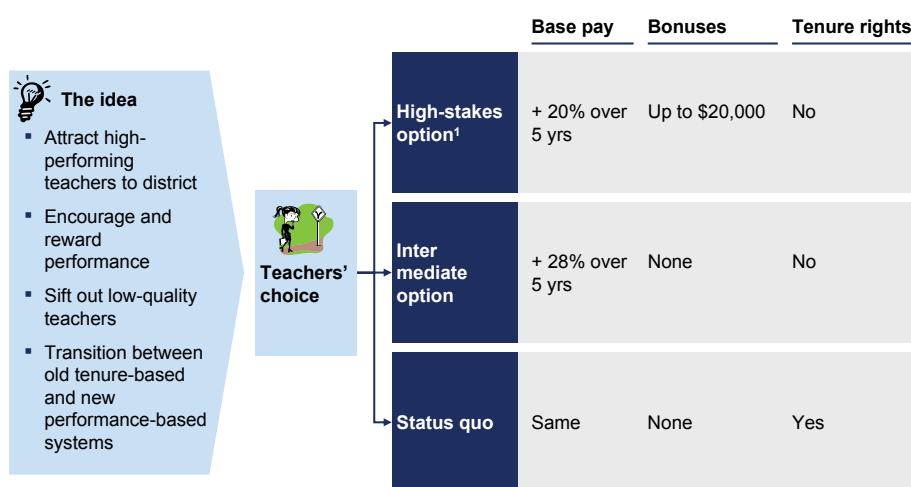 Base pay Bonuses Tenure rights
The idea
▪ Attract high-
performing
teachers to district
▪ Encourage and
reward
performance
▪ Sift out low-quality
teachers
▪ Transition between
old tenure-based
and new
performance-based
systems
Teachers’
choice
High-stakes
option¹
+ 20% over
5 yrs
Up to $20,000
No
Inter
mediate
option
+ 28% over
5 yrs
None
No
Status quo
Same
None
Yes